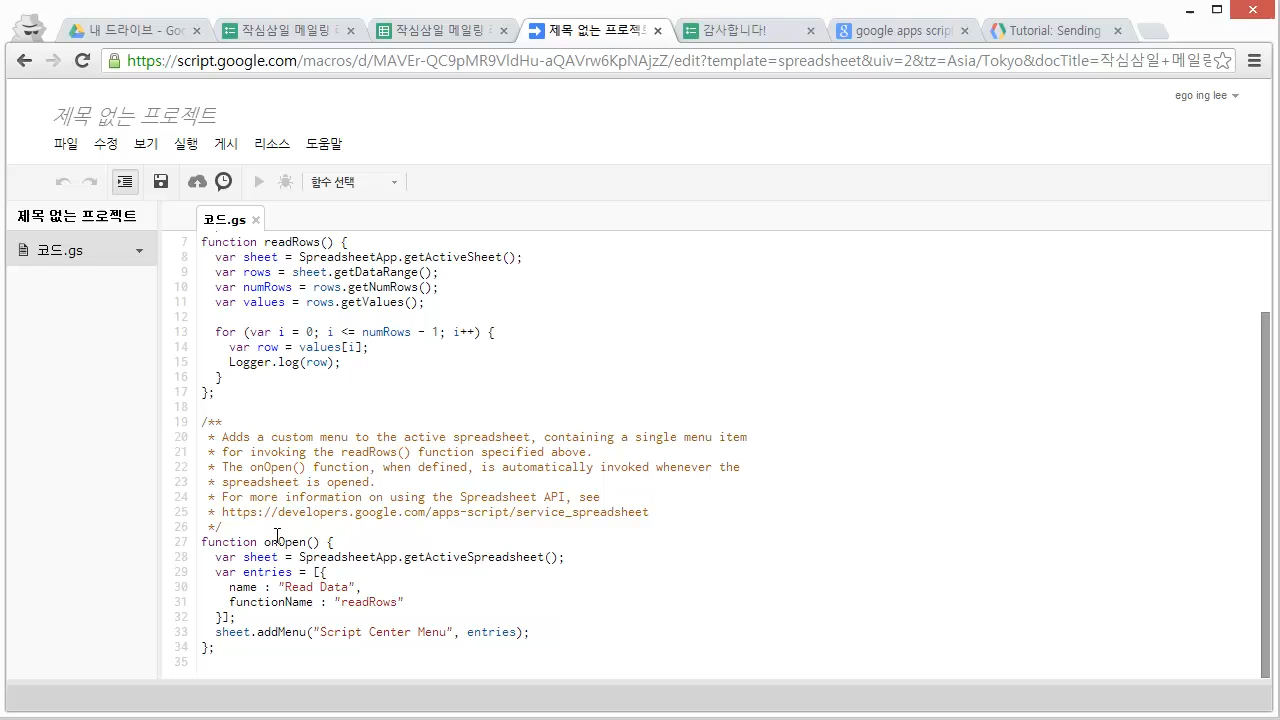 내 드라이브 - Goo
작심삼일 메일링
작심삼일 메일링
제목 없는 프로젝트
감사합니다!
google apps script
Tutorial: Sending
https://script.google.com/macros/d/MAVEr-QC9pMR9VldHu-aQAVrw6KpNAjzZ/edit?template=spreadsheet&uiv=2&tz=Asia/Tokyo&docTitle=작심삼일+메일링
ego ing lee
제목 없는 프로젝트
파일 수정 보기 실행 게시 리소스 도움말
함수 선택
제목 없는 프로젝트
코드.gs
코드.gs
7 function readRows() {
8 var sheet = SpreadsheetApp.getActiveSheet();
9 var rows = sheet.getDataRange();
10 var numRows = rows.getNumRows();
11 var values = rows.getValues();
12
13 for (var i = 0; i <= numRows - 1; i++) {
14 var row = values[i];
15 Logger.log(row);
16 }
17 };
18
19 /**
20 * Adds a custom menu to the active spreadsheet, containing a single menu item
21 * for invoking the readRows() function specified above.
22 * The onOpen() function, when defined, is automatically invoked whenever the
23 * spreadsheet is opened.
24 * For more information on using the Spreadsheet API, see
25 * https://developers.google.com/apps-script/service_spreadsheet
26 */
27 function onOpen() {
28 var sheet = SpreadsheetApp.getActiveSpreadsheet();
29 var entries = [{
30 name : "Read Data",
31 functionName : "readRows"
32 }];
33 sheet.addMenu("Script Center Menu", entries);
34 };
35